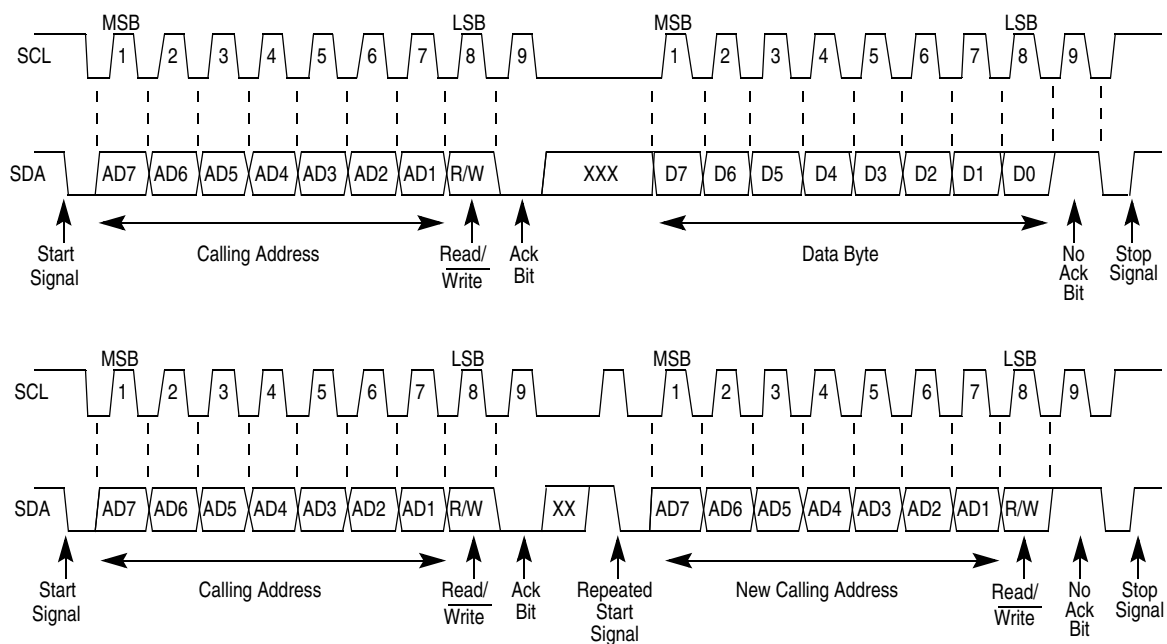 MSB LSB MSB LSB
SCL 1 2 3 4 5 6 7 8 9 1 2 3 4 5 6 7 8 9
SDA AD7 AD6 AD5 AD4 AD3 AD2 AD1 R/W XXX D7 D6 D5 D4 D3 D2 D1 D0
Start
Signal
Calling Address
Read/
Write
Ack
Bit
Data Byte
No
Ack
Bit
Stop
Signal
MSB LSB MSB LSB
SCL 1 2 3 4 5 6 7 8 9 1 2 3 4 5 6 7 8 9
SDA AD7 AD6 AD5 AD4 AD3 AD2 AD1 R/W XX AD7 AD6 AD5 AD4 AD3 AD2 AD1 R/W
Start
Signal
Calling Address
Read/
Write
Ack
Bit
Repeated
Start
Signal
New Calling Address
Read/
Write
No
Ack
Bit
Stop
Signal